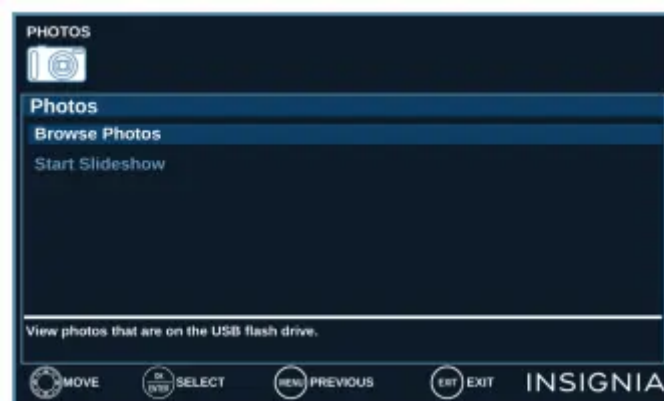 PHOTOS
Photos
Browse Photos
Start Slideshow
View photos that are on the USB flash drive.
MOVE OK ENTER SELECT MENU PREVIOUS EXIT EXIT INSIGNIA